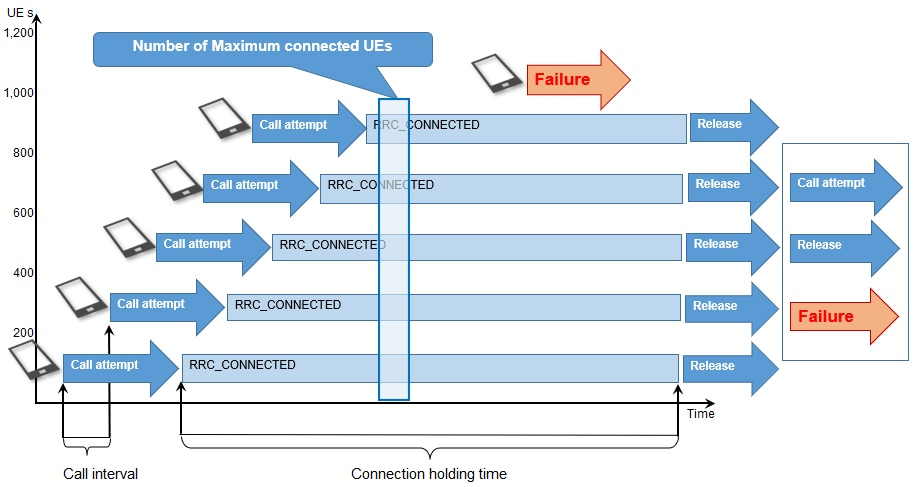 UE s
1,200
Number of Maximum connected UEs
Failure
1,000
Call attempt
RRC_CONNECTED
Release
800
Call attempt
RRC_CONNECTED
Release
Call attempt
600
Call attempt
RRC_CONNECTED
Release
Release
400
Call attempt
RRC_CONNECTED
Release
Failure
200
Call attempt
RRC_CONNECTED
Release
Time
Call interval
Connection holding time